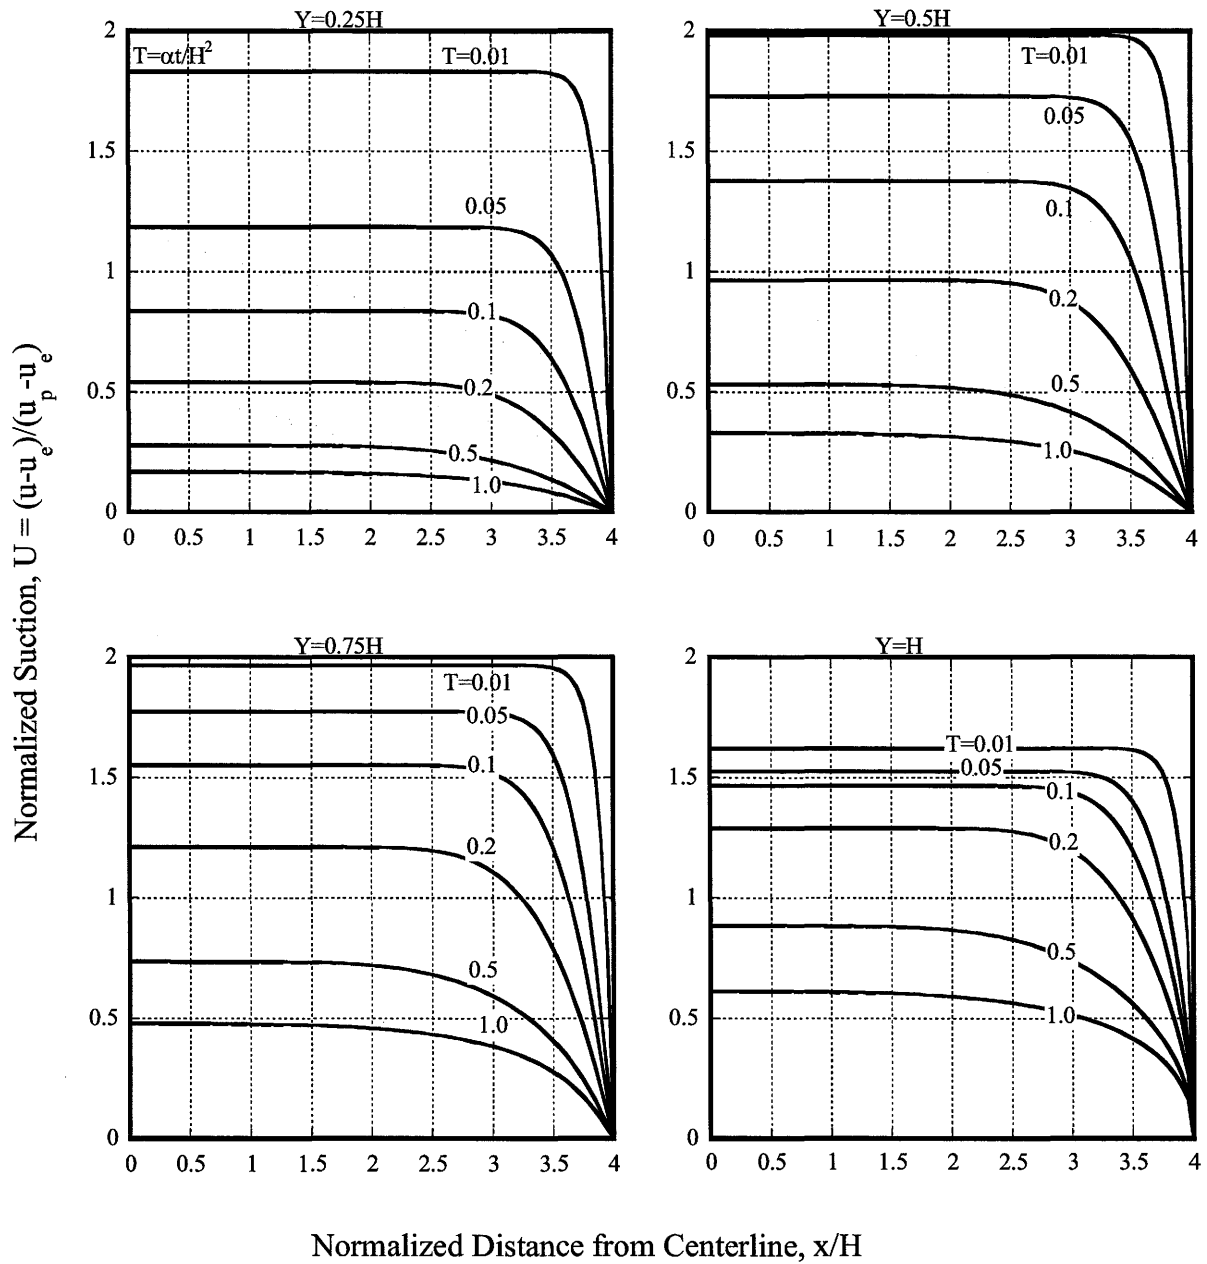 Y=0.25H
2
T=αt/H²
T=0.01
1.5
0.05
1
0.1
0.5
0.2
0.5
1.0
0
0 0.5 1 1.5 2 2.5 3 3.5 4
Y=0.5H
2
T=0.01
0.05
1.5
0.1
1
0.2
0.5
0.5
1.0
0
0 0.5 1 1.5 2 2.5 3 3.5 4
Normalized Suction, U = (u-uₑ)/(uₚ-uₑ)
Y=0.75H
2
T=0.01
0.05
1.5
0.1
0.2
1
0.5
0.5
1.0
0
0 0.5 1 1.5 2 2.5 3 3.5 4
Y=H
2
T=0.01
0.05
1.5
0.1
0.2
1
0.5
0.5
1.0
0
0 0.5 1 1.5 2 2.5 3 3.5 4
Normalized Distance from Centerline, x/H